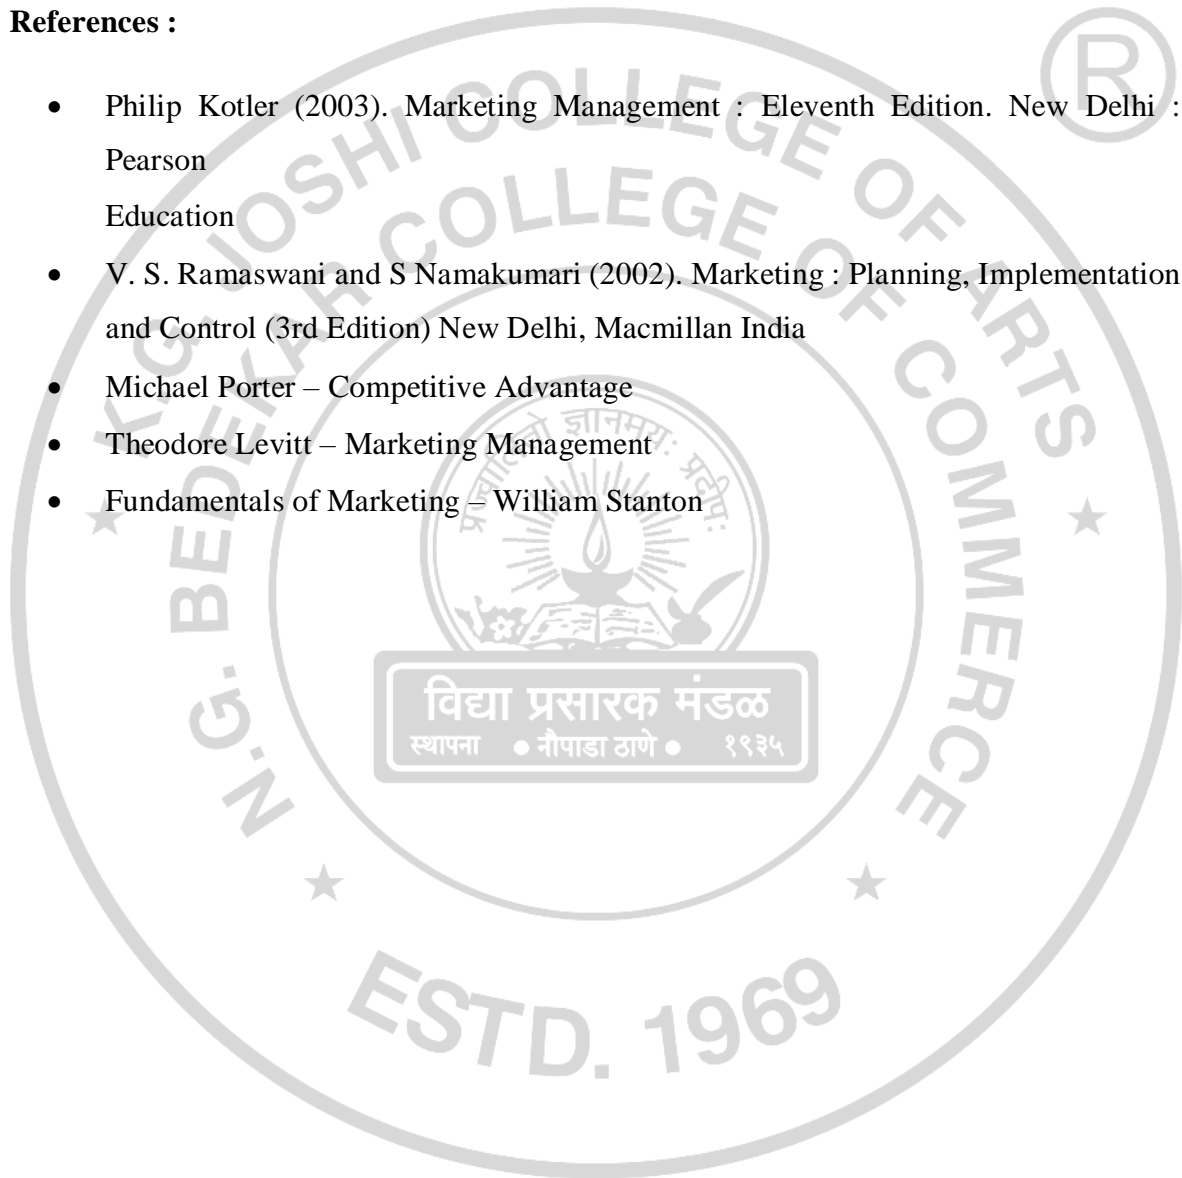 References :
• Philip Kotler (2003). Marketing Management : Eleventh Edition. New Delhi :
Pearson
Education
• V. S. Ramaswani and S Namakumari (2002). Marketing : Planning, Implementation
and Control (3rd Edition) New Delhi, Macmillan India
• Michael Porter – Competitive Advantage
• Theodore Levitt – Marketing Management
• Fundamentals of Marketing – William Stanton
®
K.G. JOSHI COLLEGE OF ARTS
N.G. BEDEKAR COLLEGE OF COMMERCE
प्रज्वालितो ज्ञानमयः प्रदीपः
विद्या प्रसारक मंडळ
स्थापना ● नौपाडा ठाणे ● १९३५
ESTD. 1969